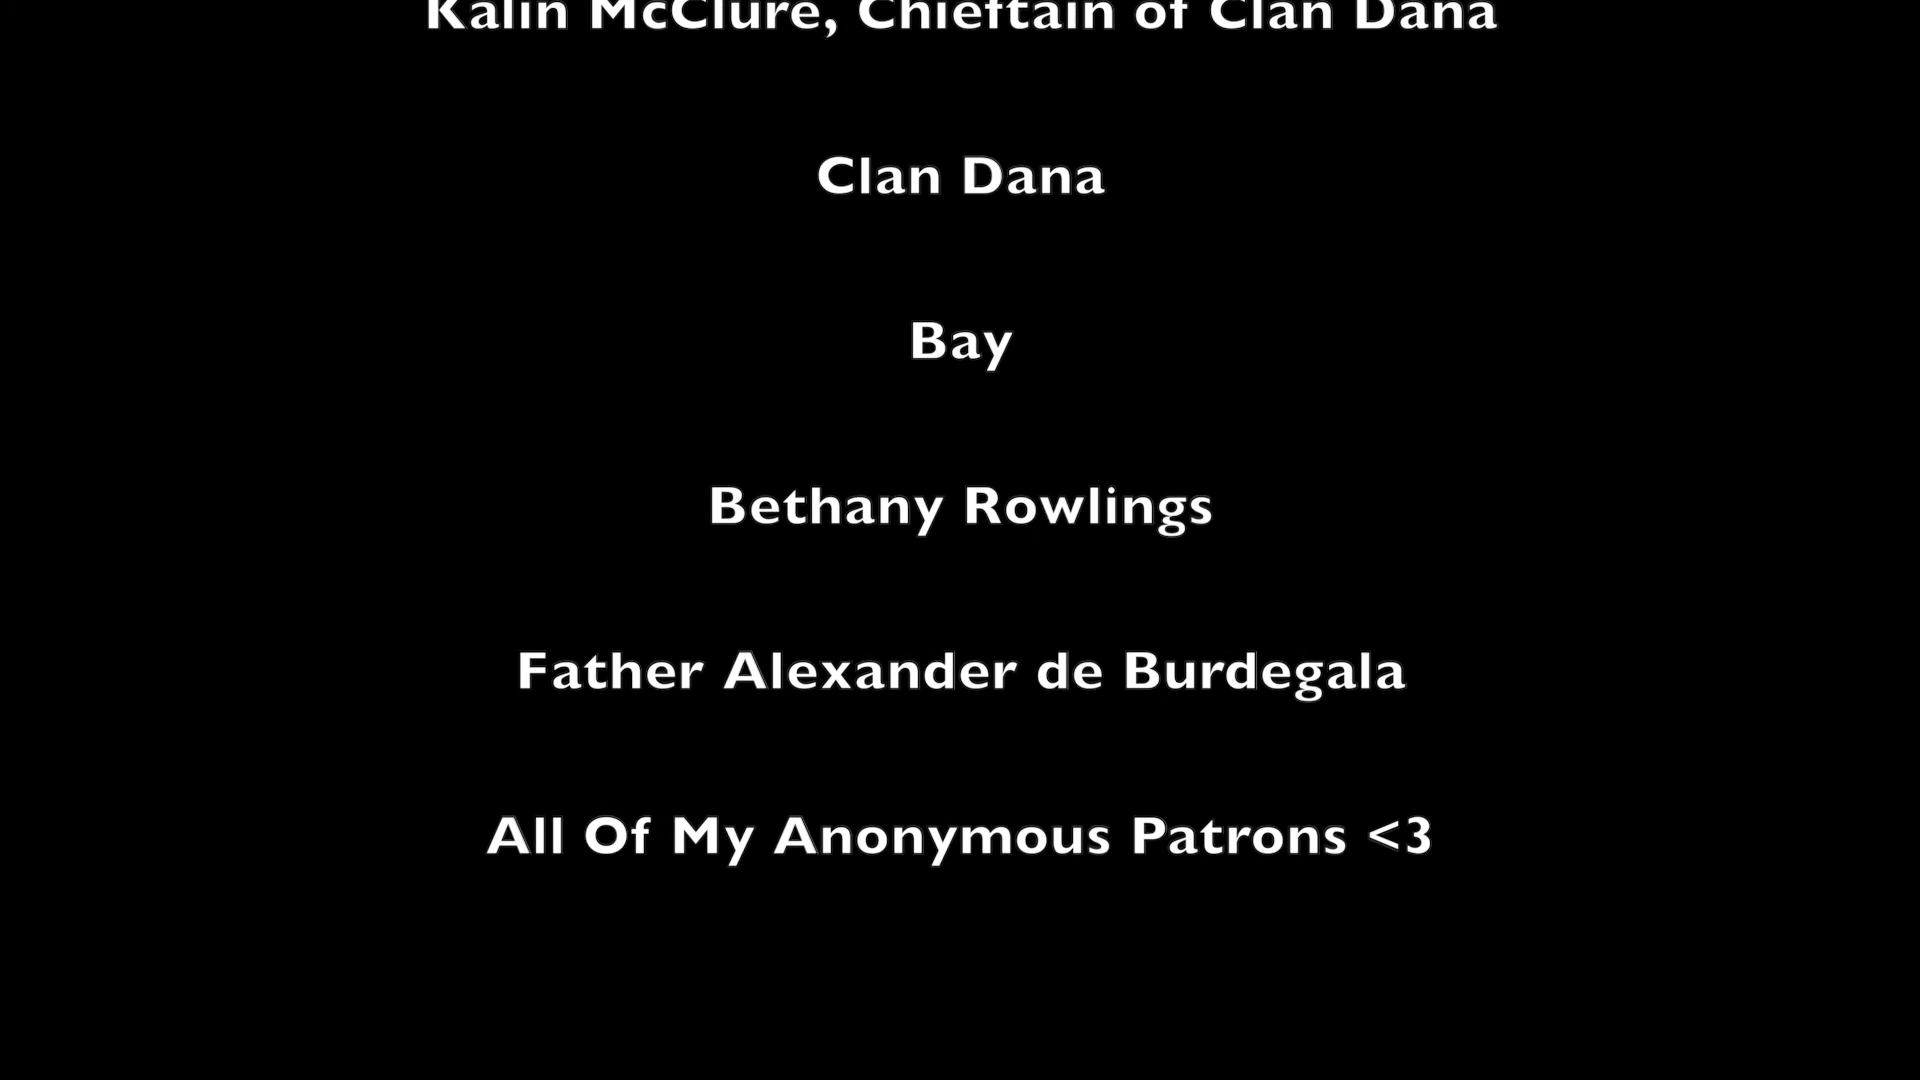 Kalin McClure, Chieftain of Clan Dana
Clan Dana
Bay
Bethany Rowlings
Father Alexander de Burdegala
All Of My Anonymous Patrons <3